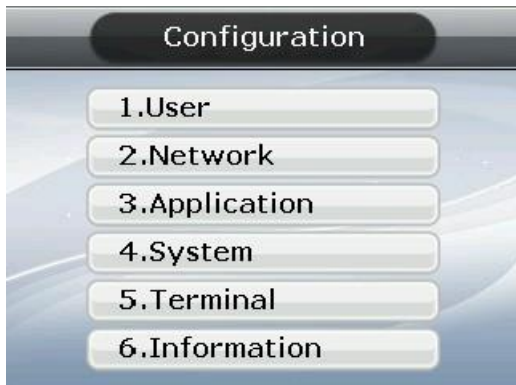 Configuration
1.User
2.Network
3.Application
4.System
5.Terminal
6.Information